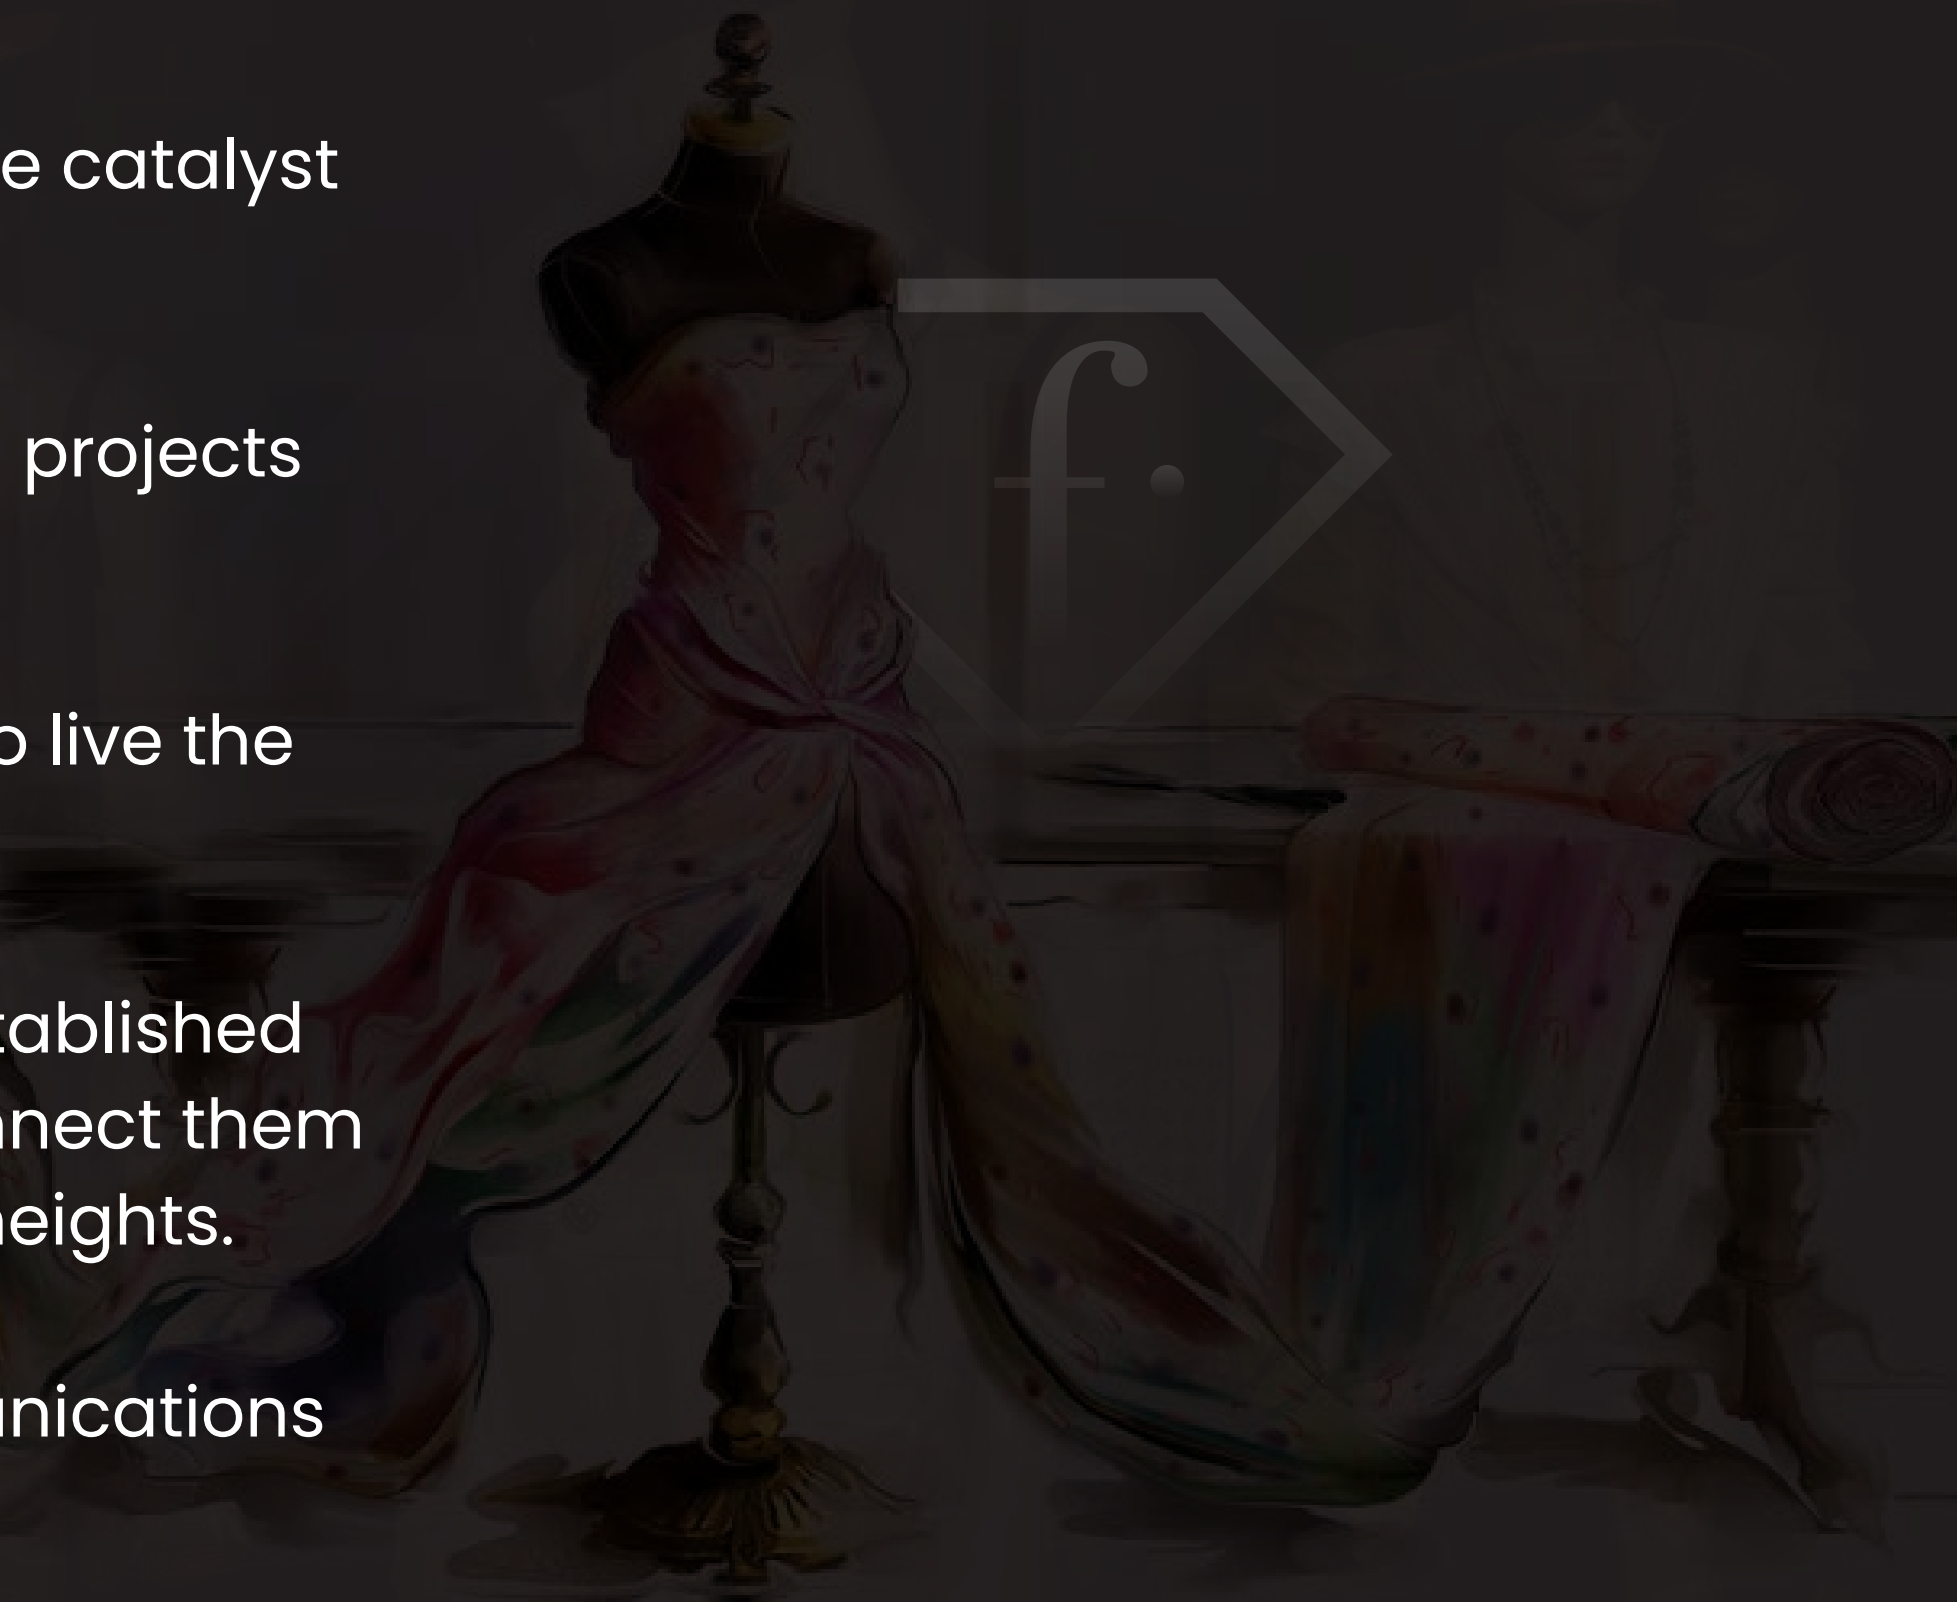 e catalyst
projects
o live the
tablished
nnect them
heights.
unications
f.